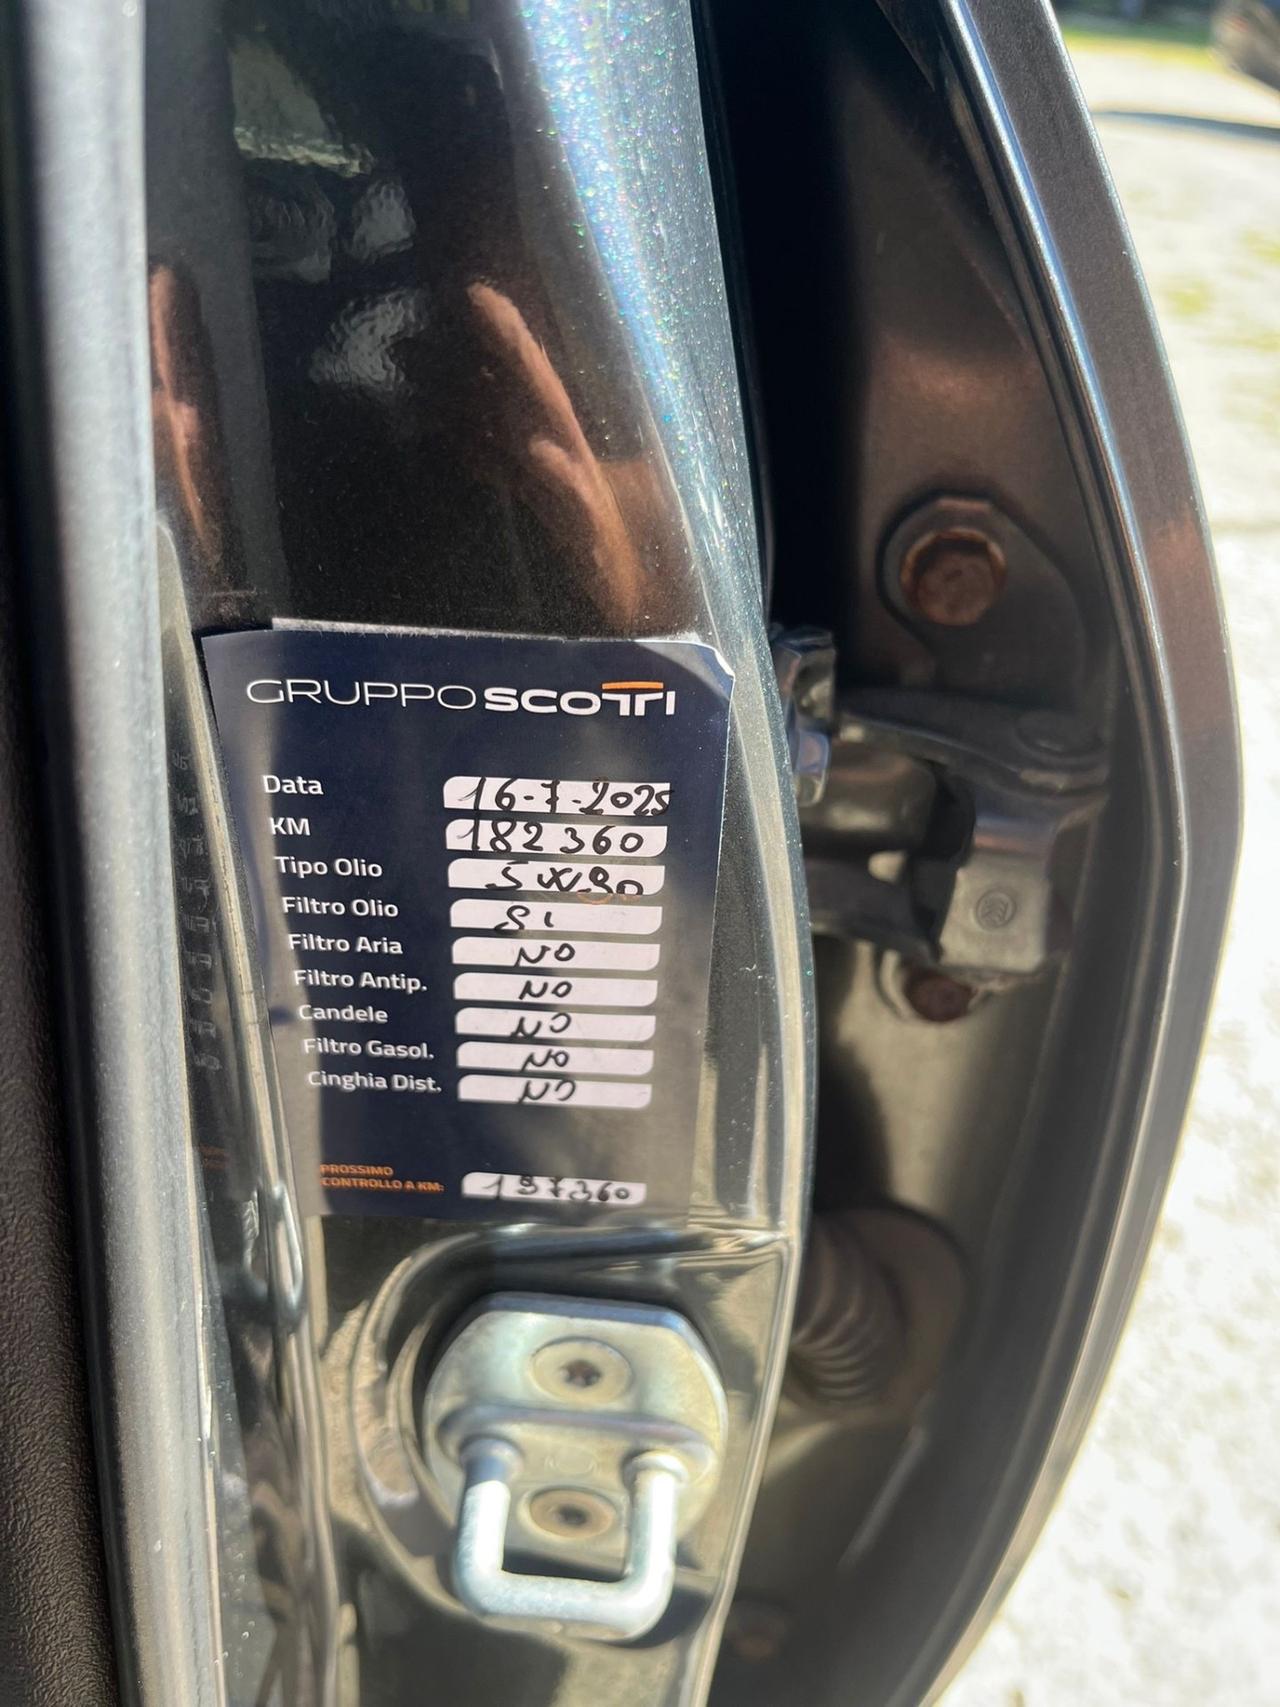 GRUPPO SCOTTI
Data 16-7-2025
KM 182360
Tipo Olio 5W30
Filtro Olio Si
Filtro Aria NO
Filtro Antip. NO
Candele NO
Filtro Gasol. NO
Cinghia Dist. NO
PROSSIMO
CONTROLLO A KM: 197360